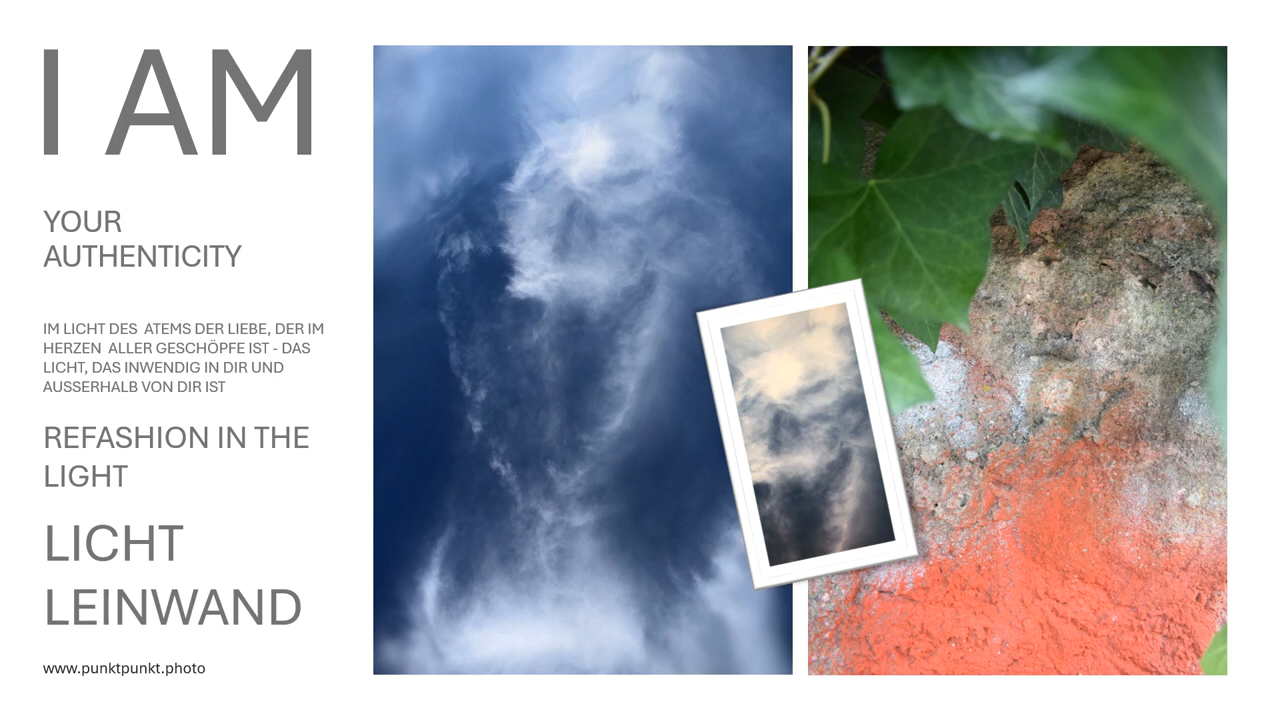 I AM
YOUR
AUTHENTICITY
IM LICHT DES ATEMS DER LIEBE, DER IM
HERZEN ALLER GESCHÖPFE IST - DAS
LICHT, DAS INWENDIG IN DIR UND
AUSSERHALB VON DIR IST
REFASHION IN THE
LIGHT
LICHT
LEINWAND
www.punktpunkt.photo